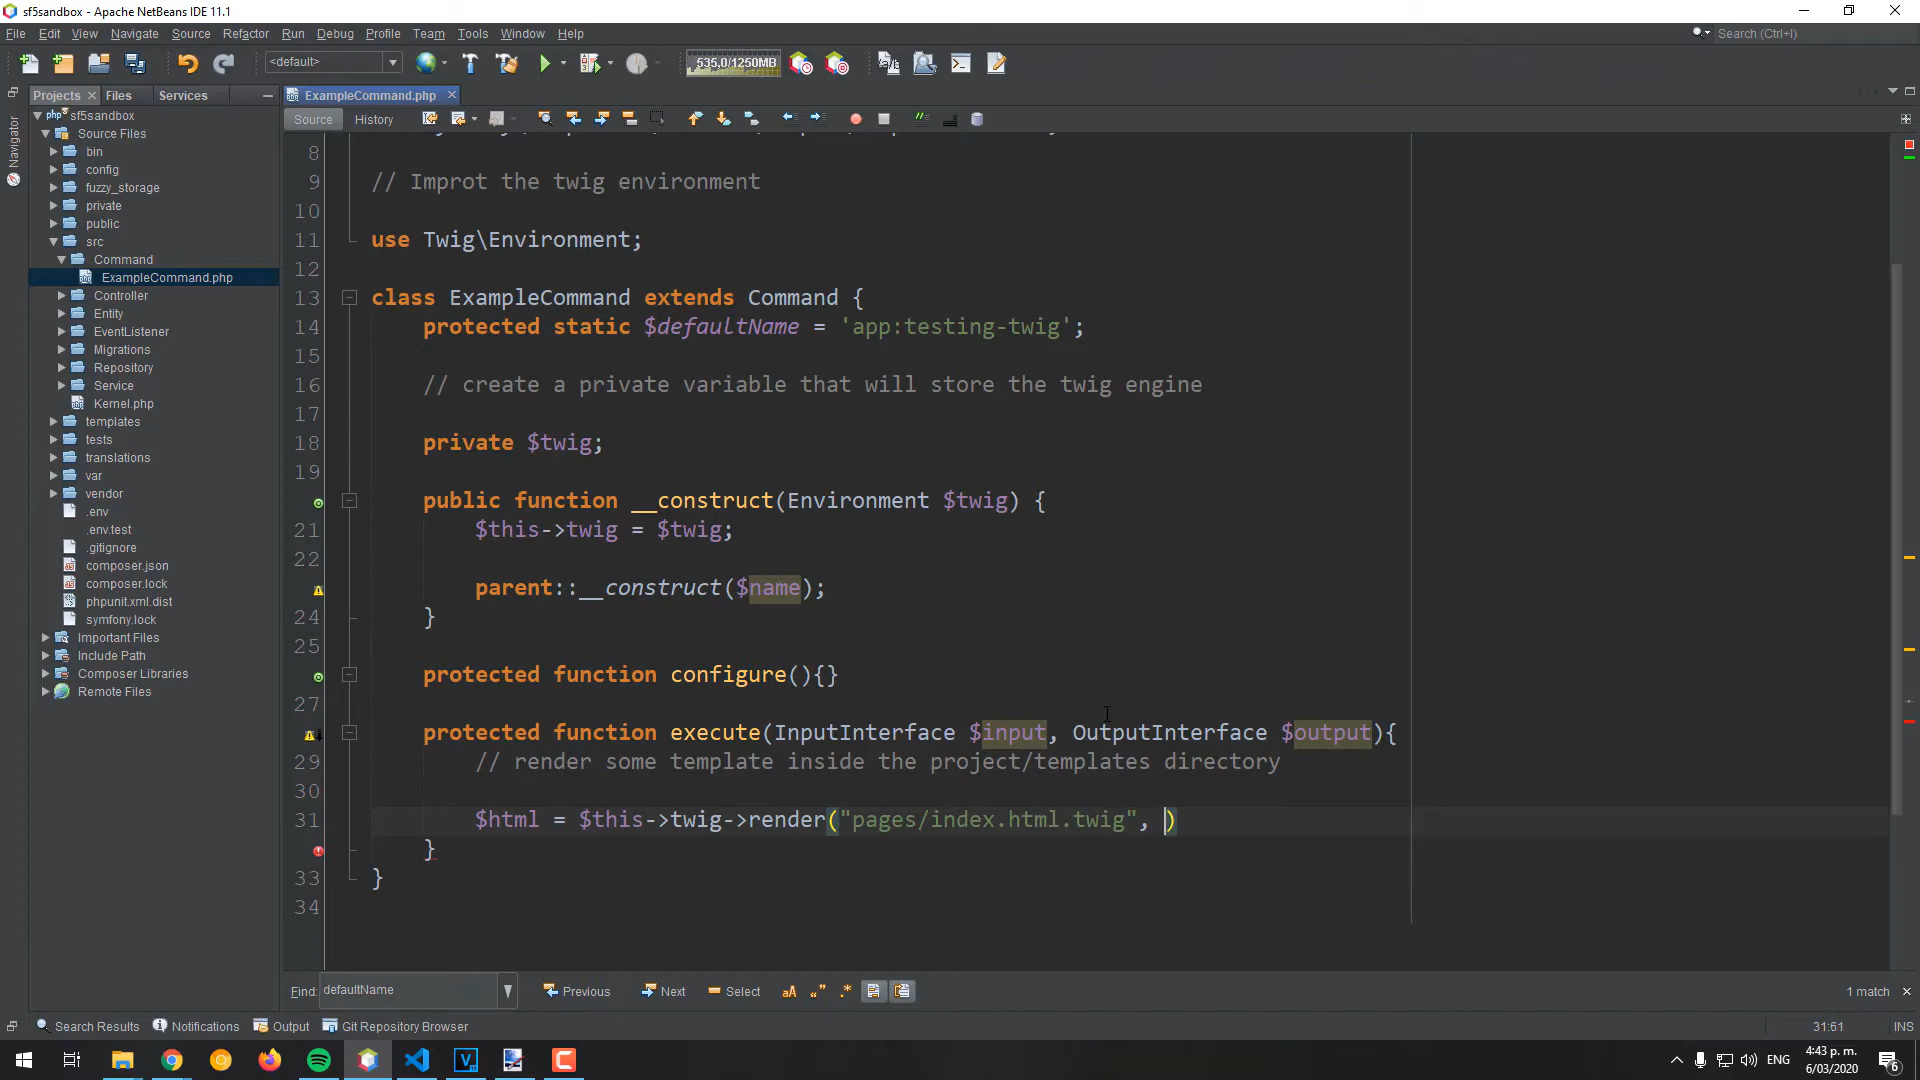 sf5sandbox - Apache NetBeans IDE 11.1
File Edit View Navigate Source Refactor Run Debug Profile Team Tools Window Help
Search (Ctrl+I)
<default>
535,0/1250MB
Projects Files Services
ExampleCommand.php
Source History
Navigator
sf5sandbox
Source Files
bin
config
fuzzy_storage
private
public
src
Command
ExampleCommand.php
Controller
Entity
EventListener
Migrations
Repository
Service
Kernel.php
templates
tests
translations
var
vendor
.env
.env.test
.gitignore
composer.json
composer.lock
phpunit.xml.dist
symfony.lock
Important Files
Include Path
Composer Libraries
Remote Files
8
9 // Improt the twig environment
10
11 use Twig\Environment;
12
13 class ExampleCommand extends Command {
14 protected static $defaultName = 'app:testing-twig';
15
16 // create a private variable that will store the twig engine
17
18 private $twig;
19
public function __construct(Environment $twig) {
21 $this->twig = $twig;
22
parent::__construct($name);
24 }
25
protected function configure(){}
27
protected function execute(InputInterface $input, OutputInterface $output){
29 // render some template inside the project/templates directory
30
31 $html = $this->twig->render("pages/index.html.twig", )
}
33 }
34
Find: defaultName Previous Next Select 1 match
Search Results Notifications Output Git Repository Browser 31:61 INS
ENG 4:43 p. m.
6/03/2020 6